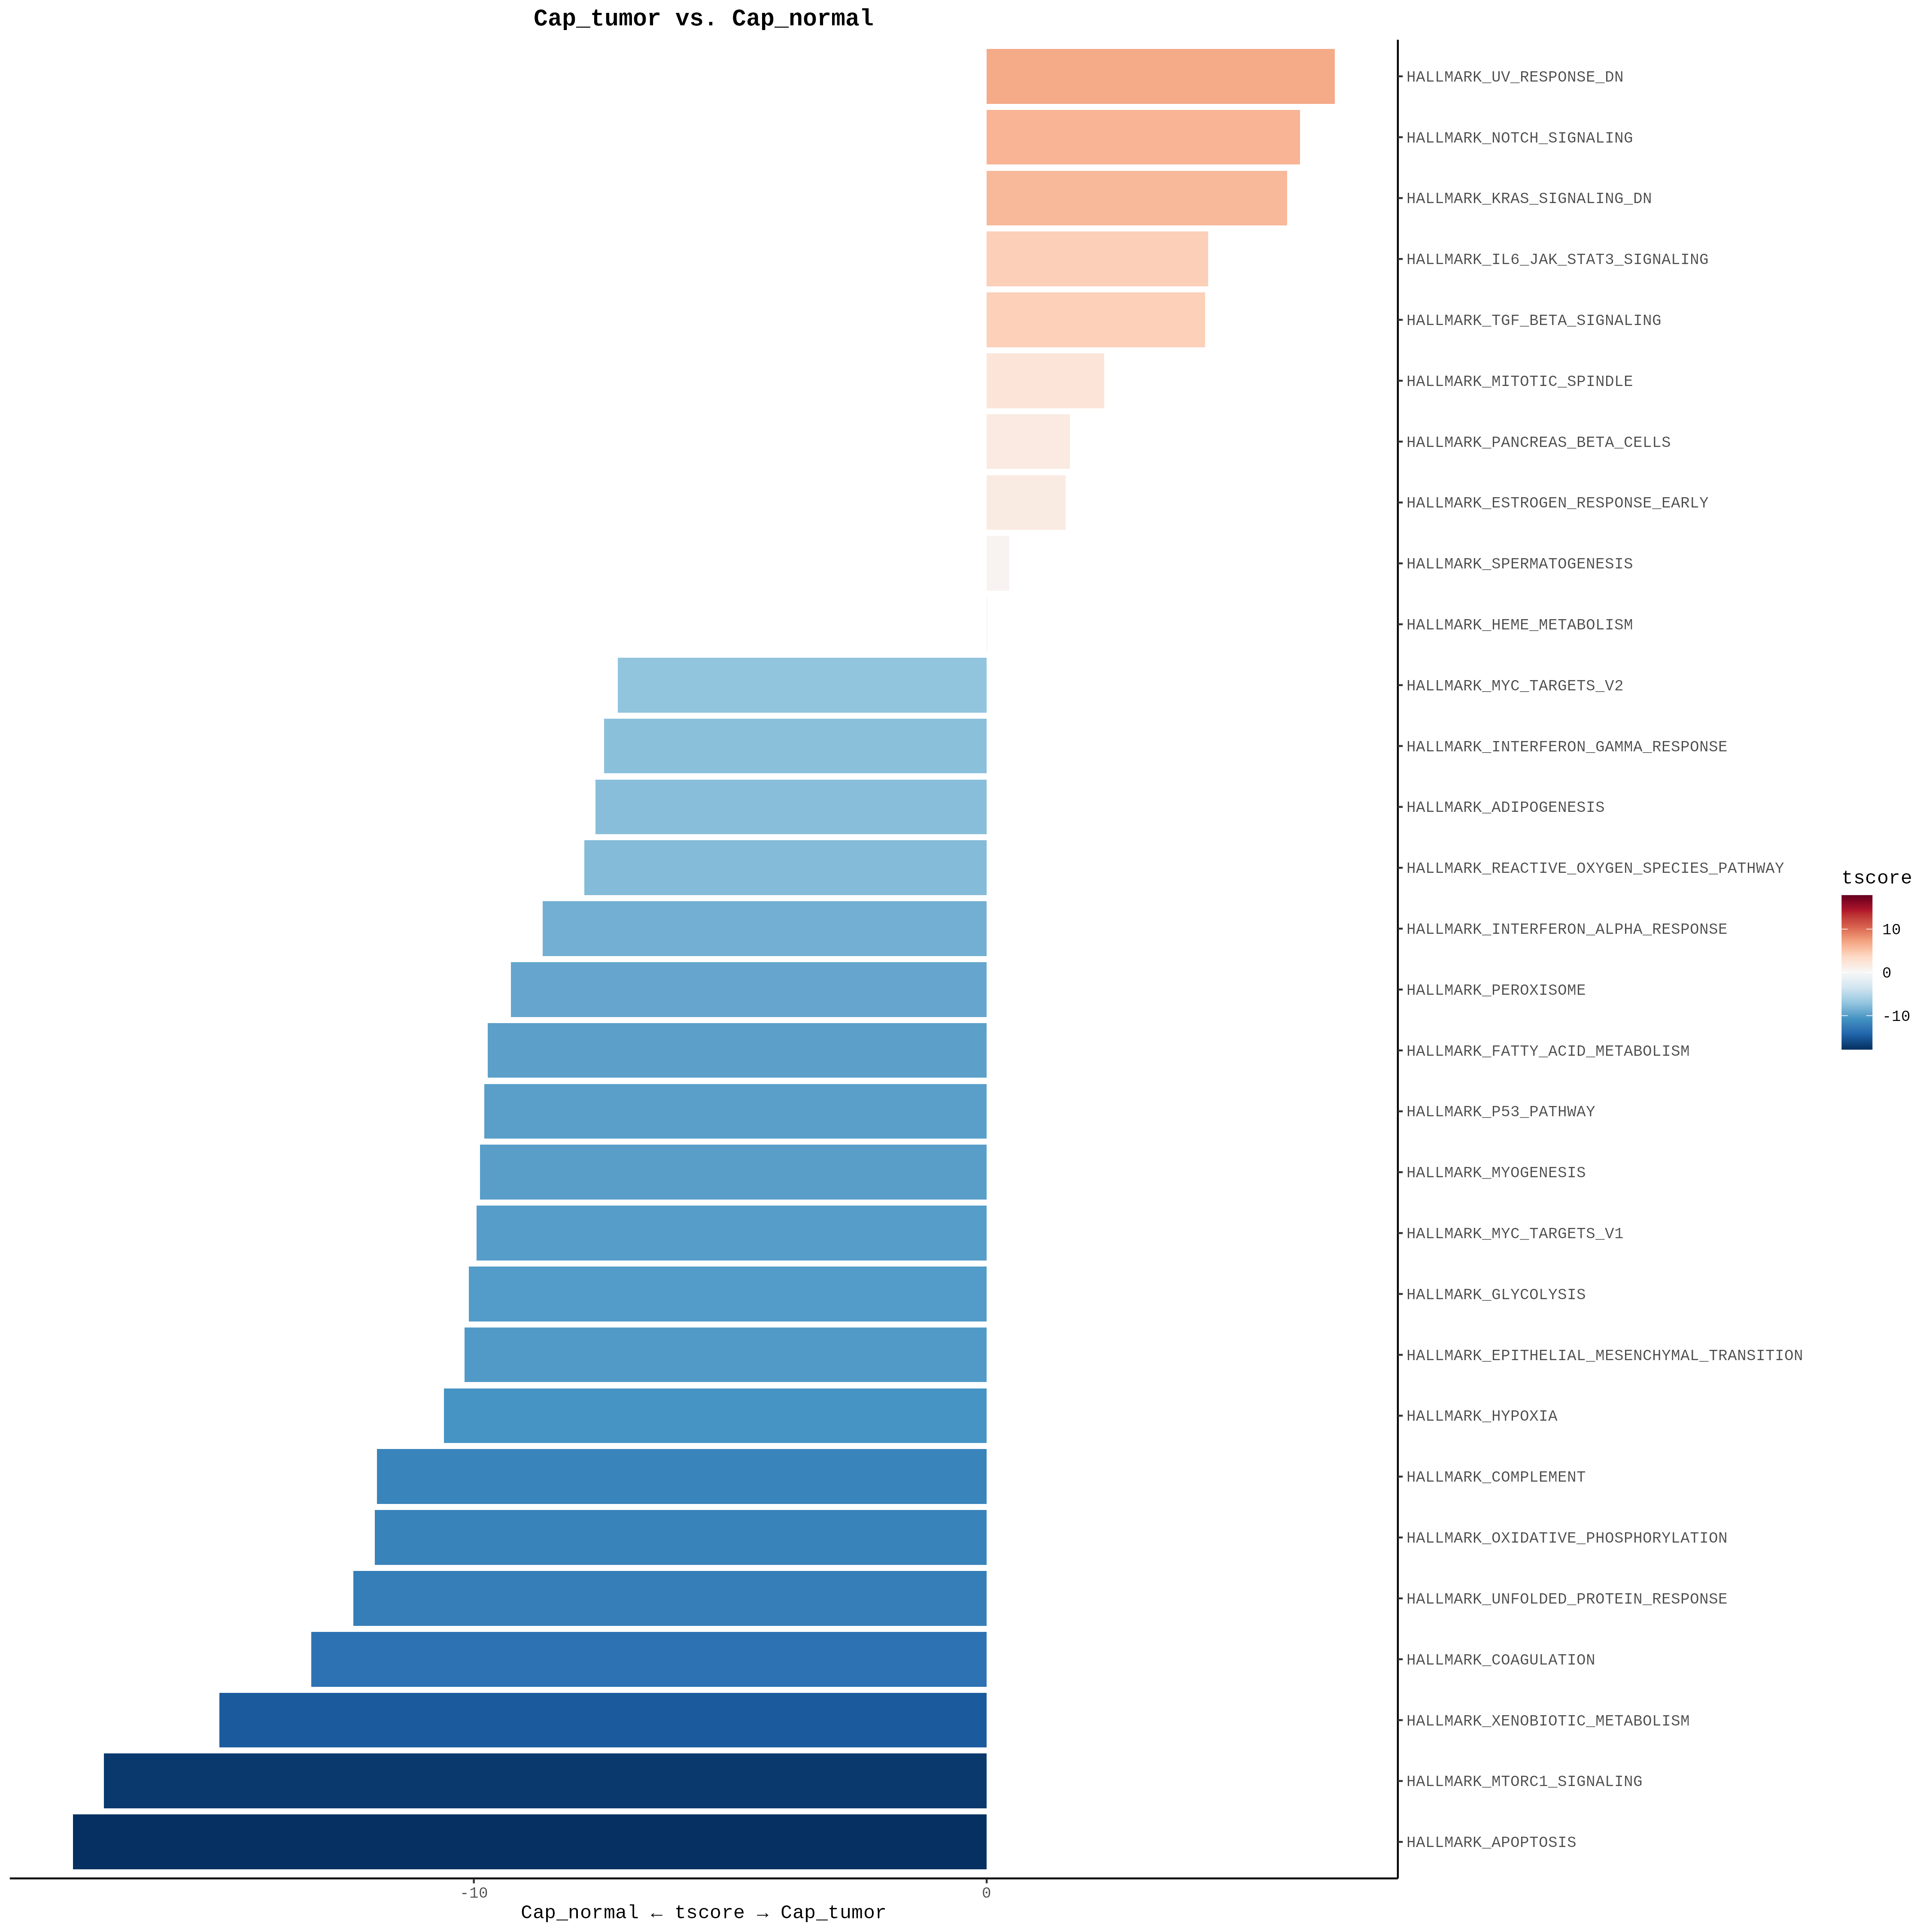 Cap_tumor vs. Cap_normal
HALLMARK_UV_RESPONSE_DN
HALLMARK_NOTCH_SIGNALING
HALLMARK_KRAS_SIGNALING_DN
HALLMARK_IL6_JAK_STAT3_SIGNALING
HALLMARK_TGF_BETA_SIGNALING
HALLMARK_MITOTIC_SPINDLE
HALLMARK_PANCREAS_BETA_CELLS
HALLMARK_ESTROGEN_RESPONSE_EARLY
HALLMARK_SPERMATOGENESIS
HALLMARK_HEME_METABOLISM
HALLMARK_MYC_TARGETS_V2
HALLMARK_INTERFERON_GAMMA_RESPONSE
HALLMARK_ADIPOGENESIS
HALLMARK_REACTIVE_OXYGEN_SPECIES_PATHWAY
HALLMARK_INTERFERON_ALPHA_RESPONSE
HALLMARK_PEROXISOME
HALLMARK_FATTY_ACID_METABOLISM
HALLMARK_P53_PATHWAY
HALLMARK_MYOGENESIS
HALLMARK_MYC_TARGETS_V1
HALLMARK_GLYCOLYSIS
HALLMARK_EPITHELIAL_MESENCHYMAL_TRANSITION
HALLMARK_HYPOXIA
HALLMARK_COMPLEMENT
HALLMARK_OXIDATIVE_PHOSPHORYLATION
HALLMARK_UNFOLDED_PROTEIN_RESPONSE
HALLMARK_COAGULATION
HALLMARK_XENOBIOTIC_METABOLISM
HALLMARK_MTORC1_SIGNALING
HALLMARK_APOPTOSIS
-10 0
Cap_normal ← tscore → Cap_tumor
tscore
10
0
-10